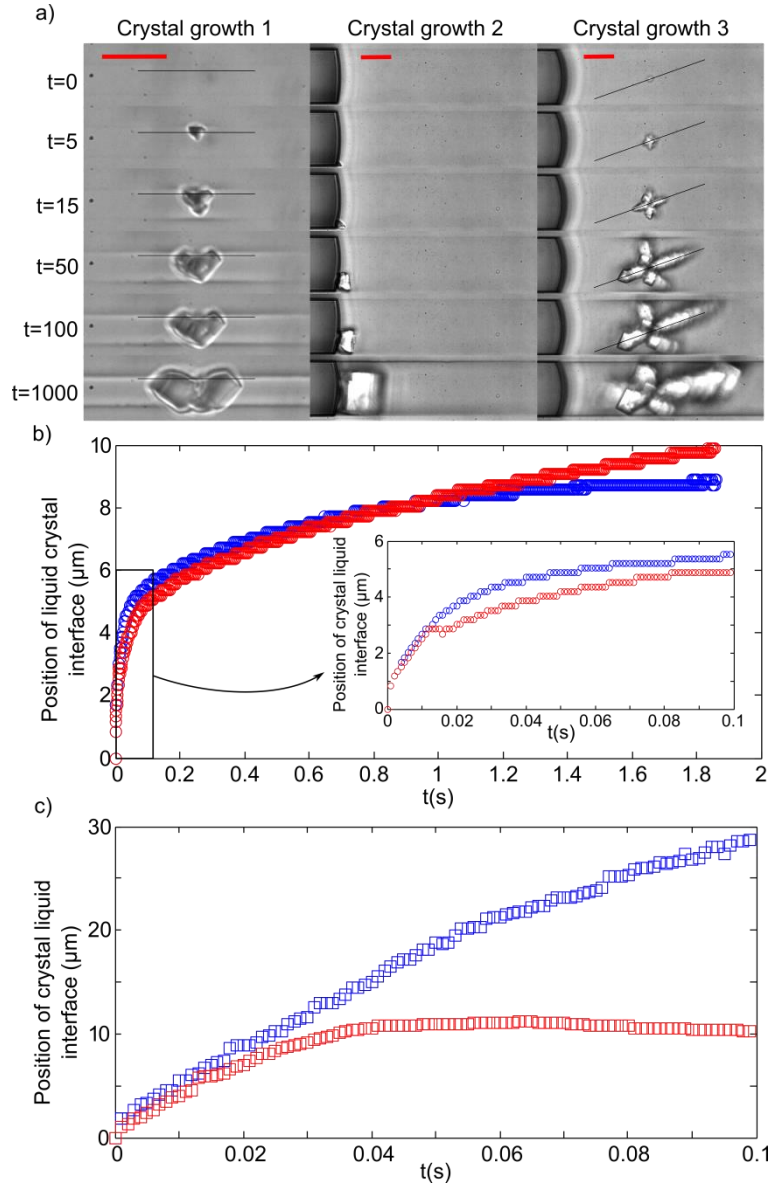 a)
Crystal growth 1
Crystal growth 2
Crystal growth 3
t=0
t=5
t=15
t=50
t=100
t=1000
b)
Position of liquid crystal
interface (µm)
10
8
6
4
2
0
0
0.2
0.4
0.6
0.8
1
1.2
1.4
1.6
1.8
2
t(s)
Position of crystal liquid
interface (µm)
6
4
2
0
0
0.02
0.04
0.06
0.08
0.1
t(s)
c)
Position of crystal liquid
interface (µm)
30
20
10
0
0
0.02
0.04
0.06
0.08
0.1
t(s)